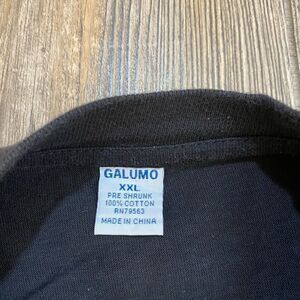 GALUMO
XXL
PRE SHRUNK
100% COTTON
RN79563
MADE IN CHINA